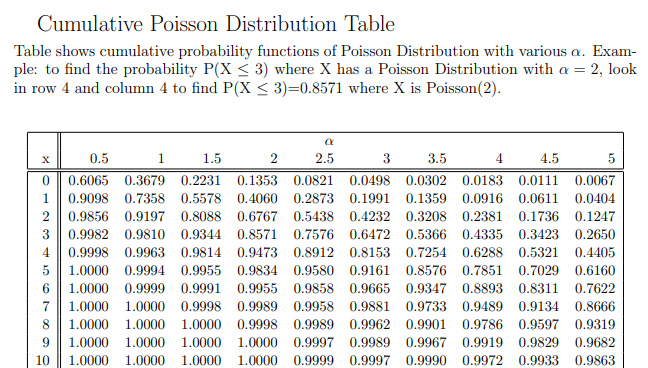 Cumulative Poisson Distribution Table
Table shows cumulative probability functions of Poisson Distribution with various α. Exam-
ple: to find the probability P(X ≤ 3) where X has a Poisson Distribution with α = 2, look
in row 4 and column 4 to find P(X ≤ 3)=0.8571 where X is Poisson(2).
α
x 0.5 1 1.5 2 2.5 3 3.5 4 4.5 5
0 0.6065 0.3679 0.2231 0.1353 0.0821 0.0498 0.0302 0.0183 0.0111 0.0067
1 0.9098 0.7358 0.5578 0.4060 0.2873 0.1991 0.1359 0.0916 0.0611 0.0404
2 0.9856 0.9197 0.8088 0.6767 0.5438 0.4232 0.3208 0.2381 0.1736 0.1247
3 0.9982 0.9810 0.9344 0.8571 0.7576 0.6472 0.5366 0.4335 0.3423 0.2650
4 0.9998 0.9963 0.9814 0.9473 0.8912 0.8153 0.7254 0.6288 0.5321 0.4405
5 1.0000 0.9994 0.9955 0.9834 0.9580 0.9161 0.8576 0.7851 0.7029 0.6160
6 1.0000 0.9999 0.9991 0.9955 0.9858 0.9665 0.9347 0.8893 0.8311 0.7622
7 1.0000 1.0000 0.9998 0.9989 0.9958 0.9881 0.9733 0.9489 0.9134 0.8666
8 1.0000 1.0000 1.0000 0.9998 0.9989 0.9962 0.9901 0.9786 0.9597 0.9319
9 1.0000 1.0000 1.0000 1.0000 0.9997 0.9989 0.9967 0.9919 0.9829 0.9682
10 1.0000 1.0000 1.0000 1.0000 0.9999 0.9997 0.9990 0.9972 0.9933 0.9863